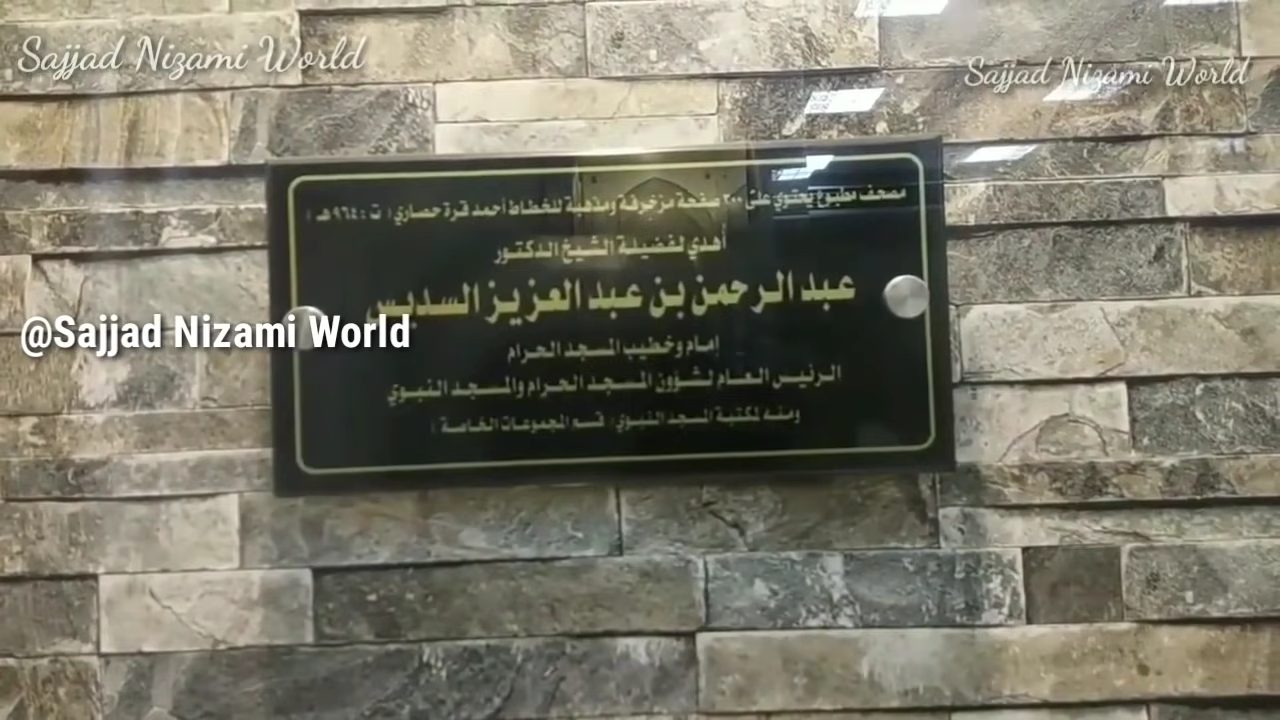 Sajjad Nizami World
Sajjad Nizami World
مصحف مطبوع يحتوي على ٣٠٠ صفحة مزخرفة ومذهبة للخطاط أحمد قرة حصاري ( ت : ٩٦٤ هـ )
أهدي لفضيلة الشيخ الدكتور
عبد الرحمن بن عبد العزيز السديس
@Sajjad Nizami World
إمام وخطيب المسجد الحرام
الرئيس العام لشؤون المسجد الحرام والمسجد النبوي
ومنه لمكتبة المسجد النبوي ( قسم المجموعات الخاصة )